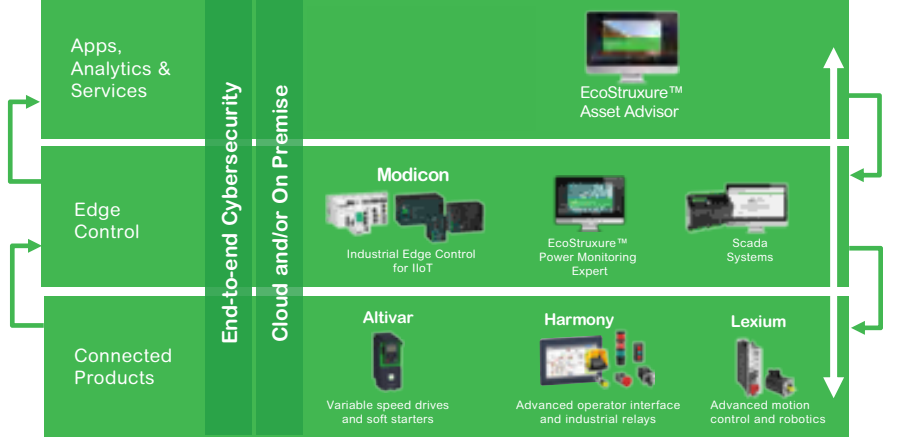 Apps,
Analytics &
Services
End-to-end Cybersecurity
Cloud and/or On Premise
EcoStruxure™
Asset Advisor
Edge
Control
Modicon
Industrial Edge Control
for IIoT
EcoStruxure™
Power Monitoring
Expert
Scada
Systems
Connected
Products
Altivar
Variable speed drives
and soft starters
Harmony
Advanced operator interface
and industrial relays
Lexium
Advanced motion
control and robotics